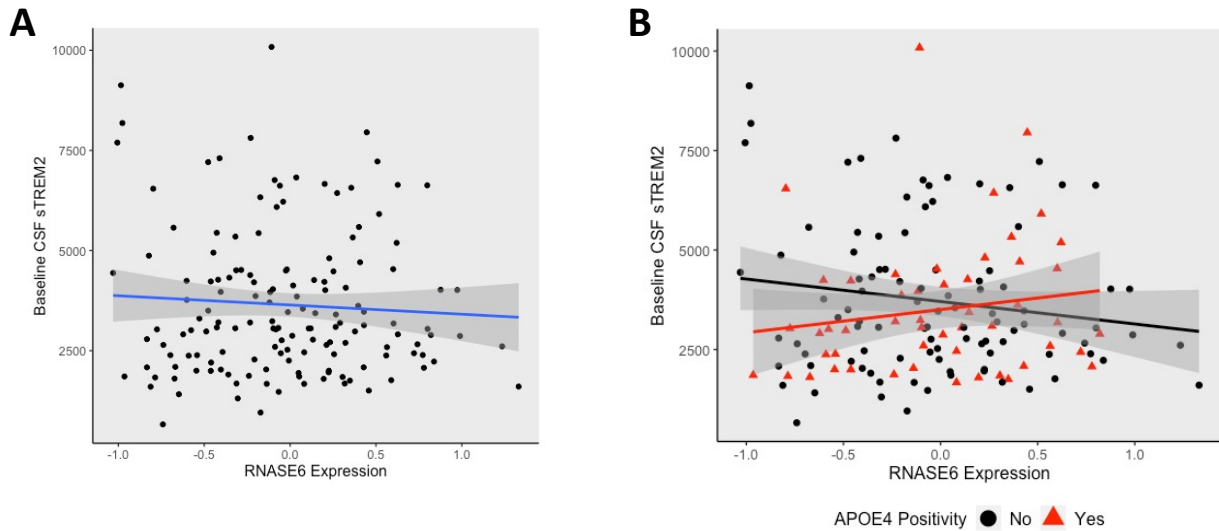 A
Baseline CSF sTREM2
10000
7500
5000
2500
-1.0 -0.5 0.0 0.5 1.0
RNASE6 Expression
B
Baseline CSF sTREM2
10000
7500
5000
2500
-1.0 -0.5 0.0 0.5 1.0
RNASE6 Expression
APOE4 Positivity No Yes